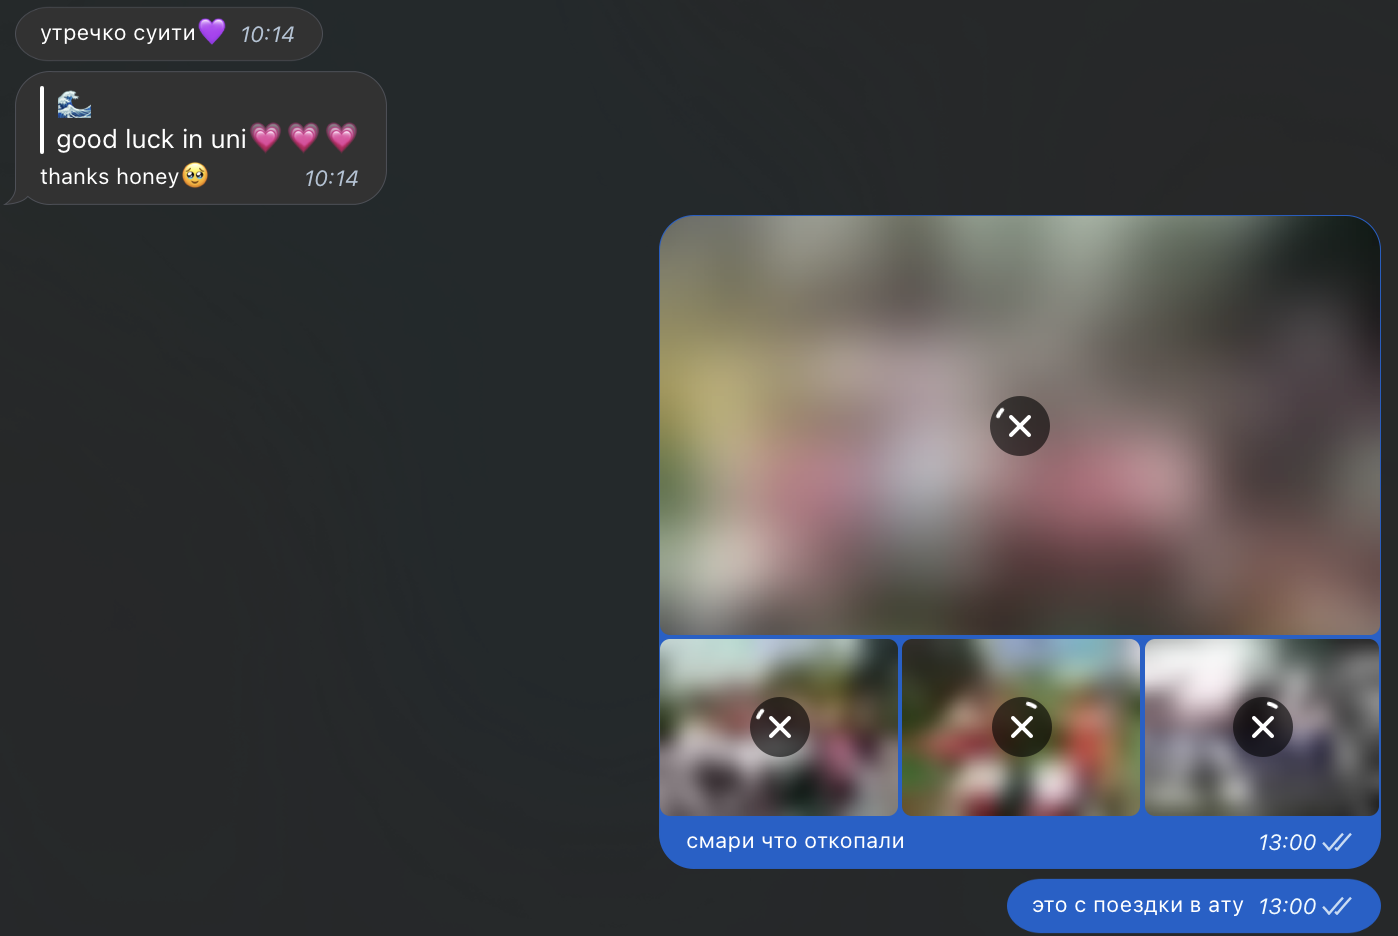 утречко суити💜 10:14
🌊
good luck in uni💗💗💗
thanks honey🥹 10:14
смари что откопали 13:00
это с поездки в ату 13:00